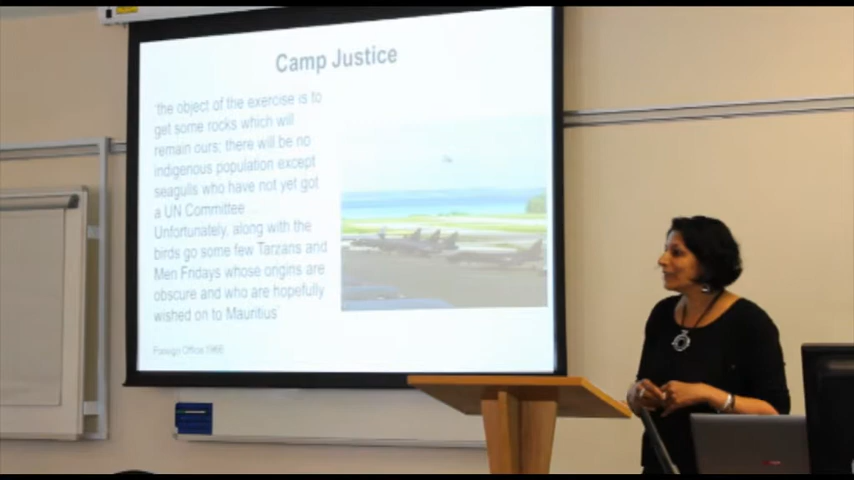 Camp Justice
'the object of the exercise is to
get some rocks which will
remain ours; there will be no
indigenous population except
seagulls who have not yet got
a UN Committee ....
Unfortunately, along with the
birds go some few Tarzans and
Men Fridays whose origins are
obscure and who are hopefully
wished on to Mauritius'
Foreign Office 1966